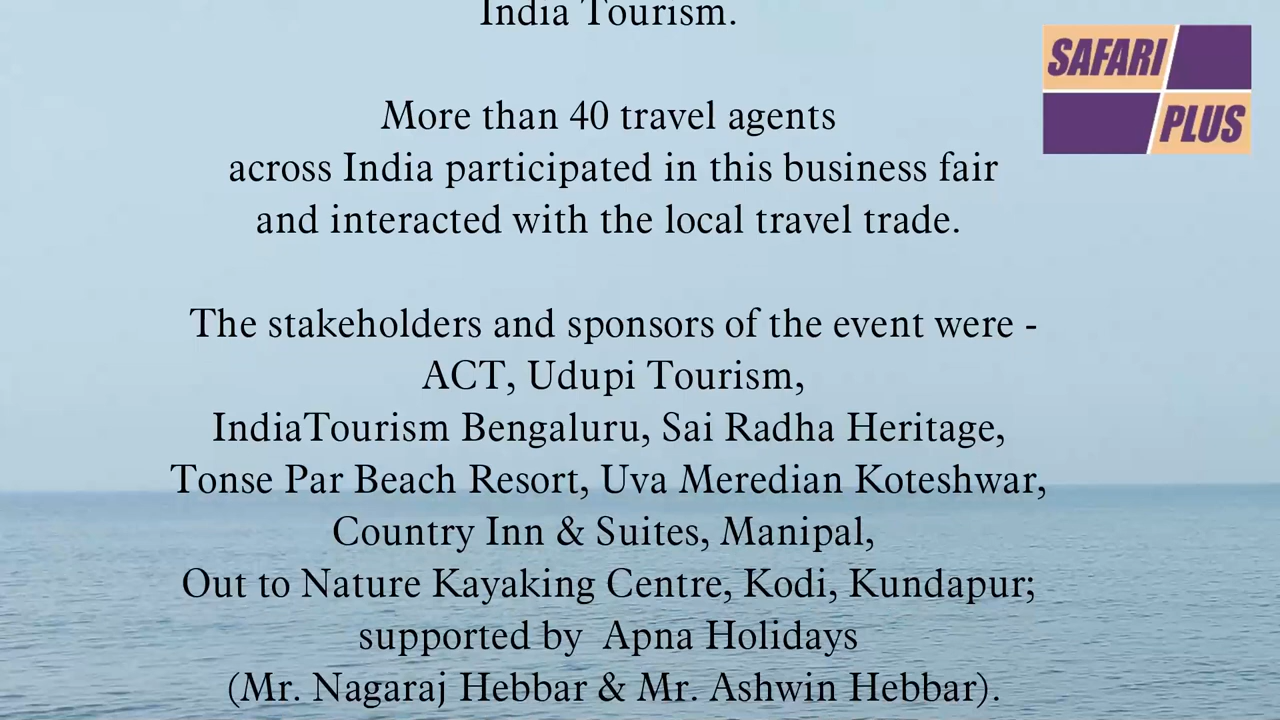 India Tourism.
SAFARI
PLUS
More than 40 travel agents
across India participated in this business fair
and interacted with the local travel trade.
The stakeholders and sponsors of the event were -
ACT, Udupi Tourism,
IndiaTourism Bengaluru, Sai Radha Heritage,
Tonse Par Beach Resort, Uva Meredian Koteshwar,
Country Inn & Suites, Manipal,
Out to Nature Kayaking Centre, Kodi, Kundapur;
supported by  Apna Holidays
(Mr. Nagaraj Hebbar & Mr. Ashwin Hebbar).